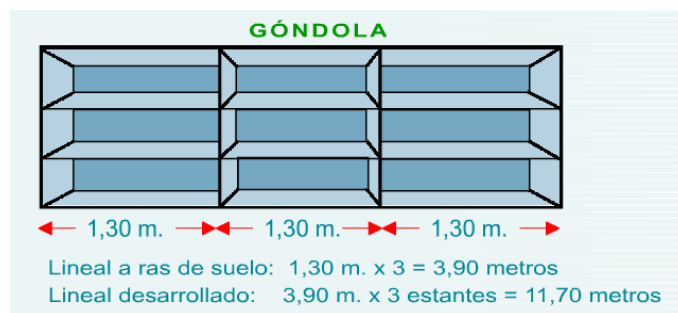 GÓNDOLA
1,30 m. 1,30 m. 1,30 m.
Lineal a ras de suelo: 1,30 m. x 3 = 3,90 metros
Lineal desarrollado: 3,90 m. x 3 estantes = 11,70 metros